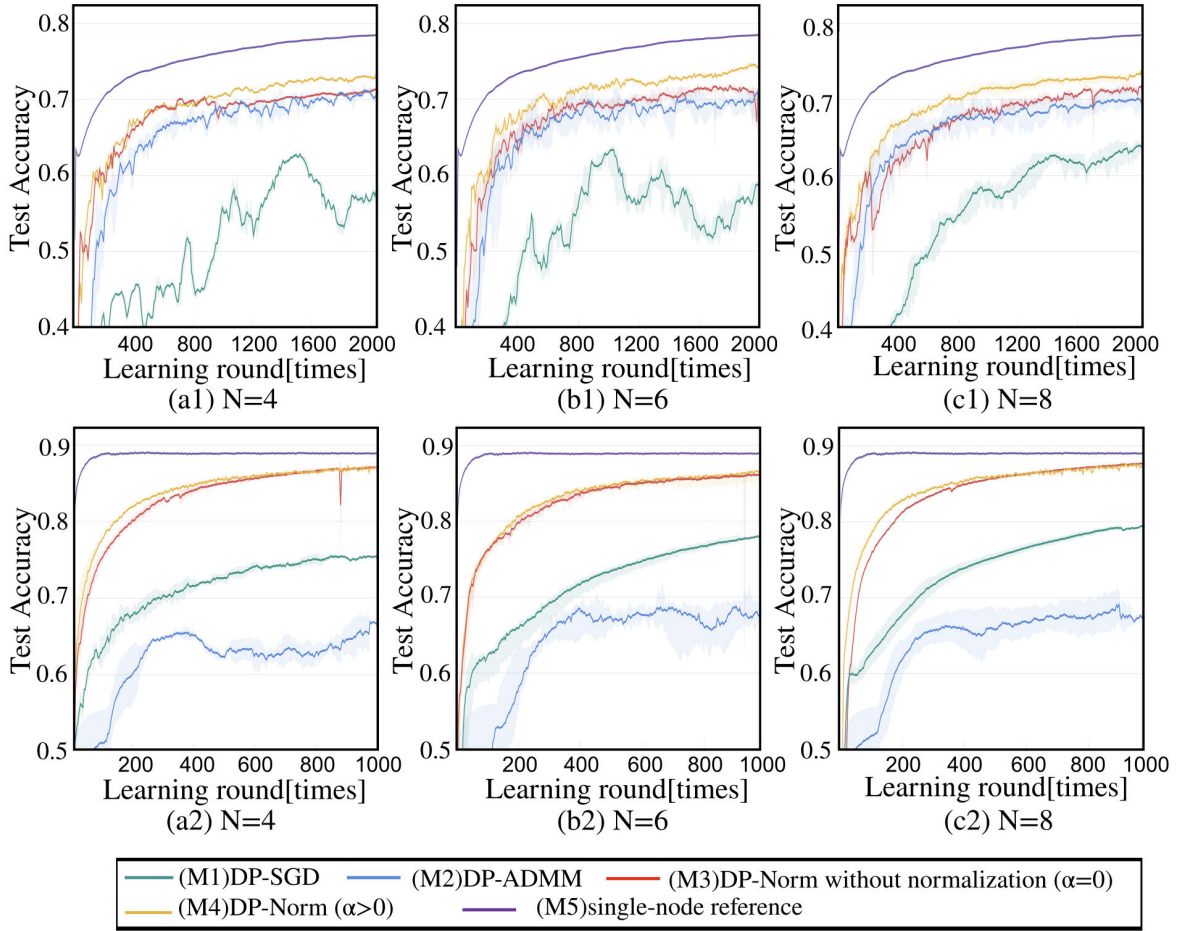 0.8
0.7
0.6
0.5
0.4
Test Accuracy
400 800 1200 1600 2000
Learning round[times]
(a1) N=4
0.8
0.7
0.6
0.5
0.4
Test Accuracy
400 800 1200 1600 2000
Learning round[times]
(b1) N=6
0.8
0.7
0.6
0.5
0.4
Test Accuracy
400 800 1200 1600 2000
Learning round[times]
(c1) N=8
0.9
0.8
0.7
0.6
0.5
Test Accuracy
200 400 600 800 1000
Learning round[times]
(a2) N=4
0.9
0.8
0.7
0.6
0.5
Test Accuracy
200 400 600 800 1000
Learning round[times]
(b2) N=6
0.9
0.8
0.7
0.6
0.5
Test Accuracy
200 400 600 800 1000
Learning round[times]
(c2) N=8
(M1)DP-SGD (M2)DP-ADMM (M3)DP-Norm without normalization (α=0)
(M4)DP-Norm (α>0) (M5)single-node reference